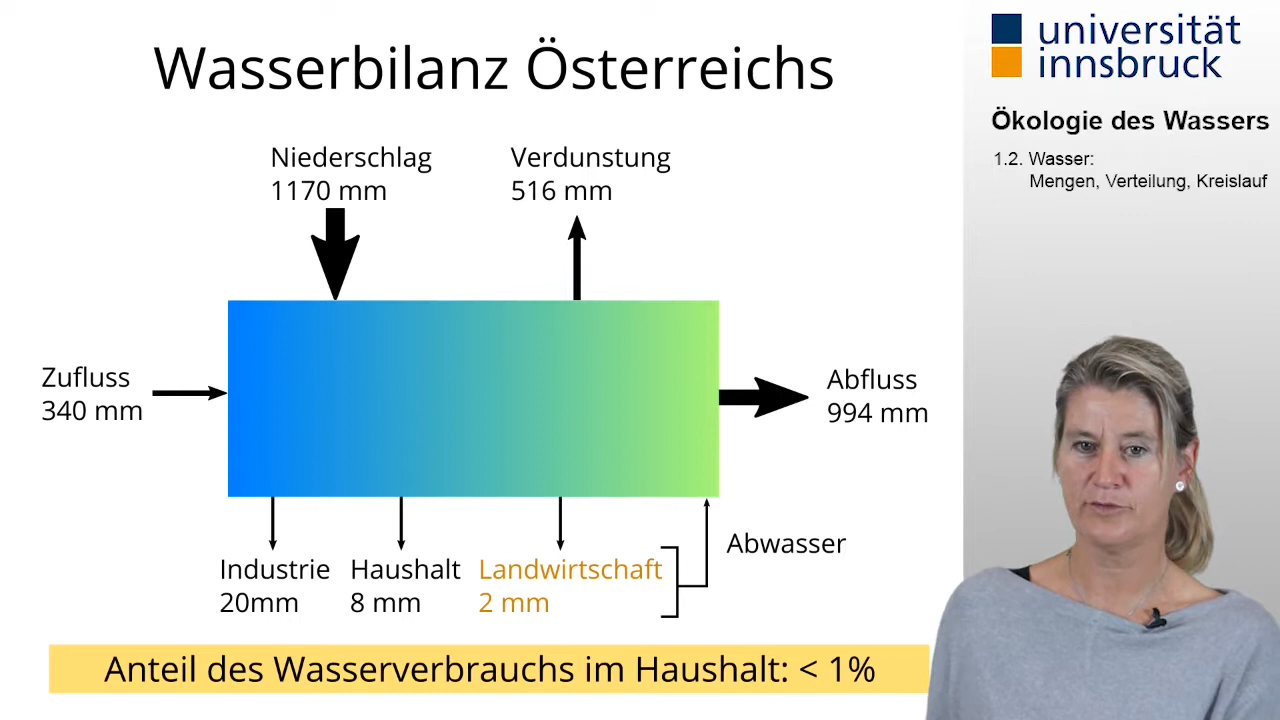 Wasserbilanz Österreichs
Niederschlag
1170 mm
Verdunstung
516 mm
Zufluss
340 mm
Abfluss
994 mm
Industrie
20mm
Haushalt
8 mm
Landwirtschaft
2 mm
Abwasser
Anteil des Wasserverbrauchs im Haushalt: < 1%
universität
innsbruck
Ökologie des Wassers
1.2. Wasser:
Mengen, Verteilung, Kreislauf